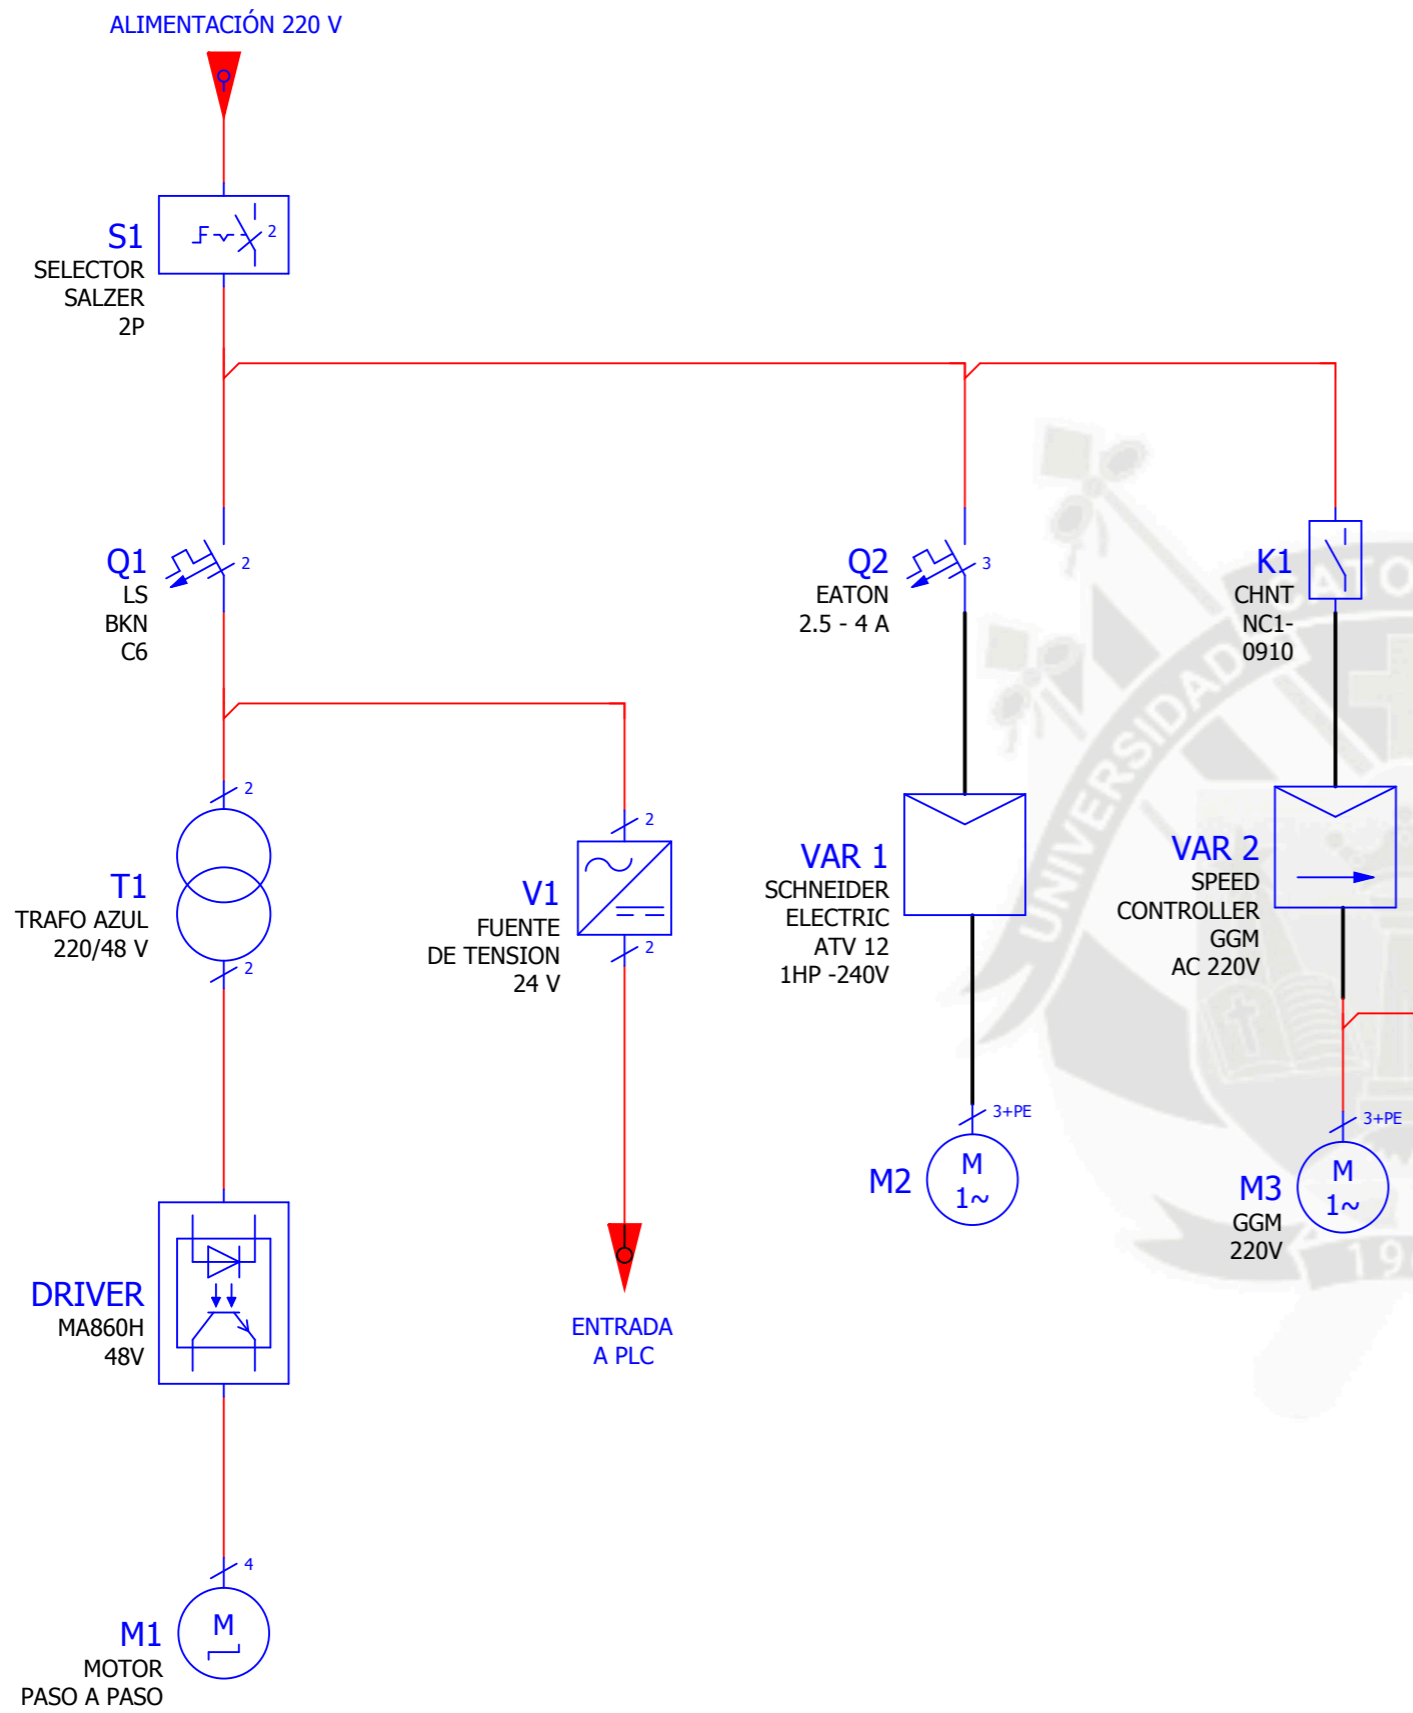 ALIMENTACIÓN 220 V
S1
SELECTOR
SALZER
2P
2
Q1
LS
BKN
C6
2
Q2
EATON
2.5 - 4 A
3
K1
CHNT
NC1-
0910
2
T1
TRAFO AZUL
220/48 V
2
2
V1
FUENTE
DE TENSION
24 V
2
VAR 1
SCHNEIDER
ELECTRIC
ATV 12
1HP -240V
VAR 2
SPEED
CONTROLLER
GGM
AC 220V
3+PE
M2
M
1~
3+PE
M3
GGM
220V
M
1~
DRIVER
MA860H
48V
ENTRADA
A PLC
4
M1
MOTOR
PASO A PASO
M
UNIVERSIDAD CATO
19